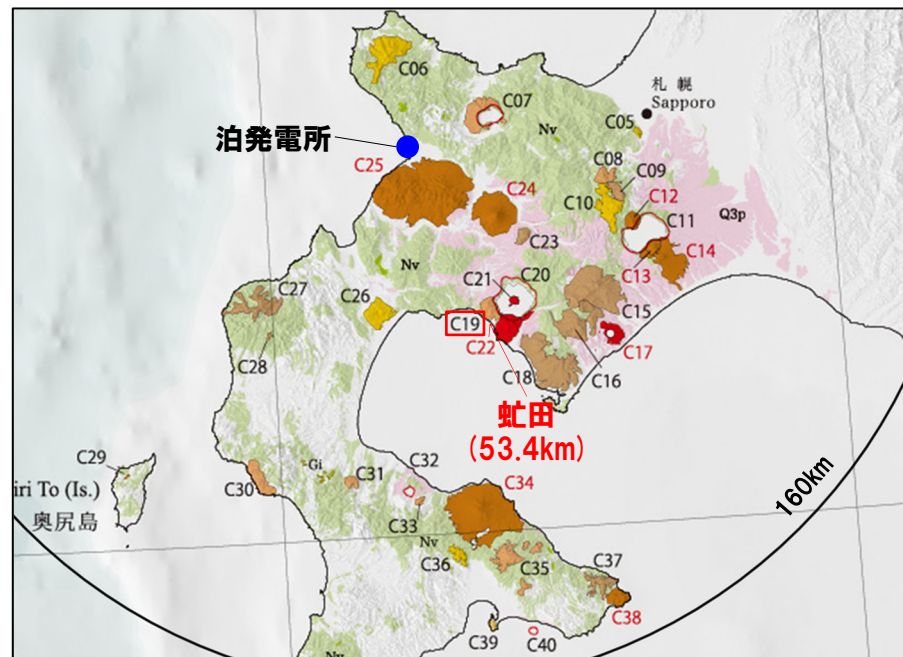 C06
C07
札 幌
Sapporo
Nv
C05
泊発電所
C25
C24
C08
C09
C10
C12
C11
Q3p
C23
C13
C14
Nv
C21
C20
C27
C26
C19
C15
C22
C17
C28
C18
C16
虻田
(53.4km)
C29
iri To (Is.)
奥尻島
C30
Gi
C31
C32
C33
C34
160km
Nv
C36
C35
C37
C38
C39
C40
Nv